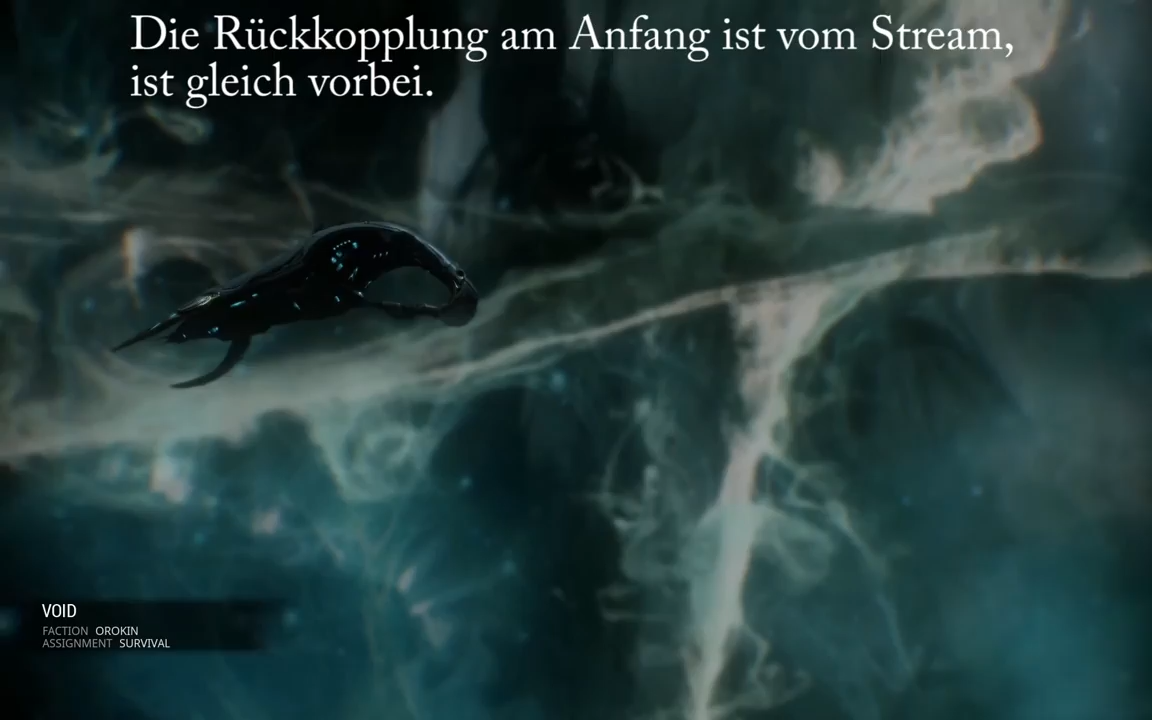 Die Rückkopplung am Anfang ist vom Stream,
ist gleich vorbei.
VOID
FACTION OROKIN
ASSIGNMENT SURVIVAL